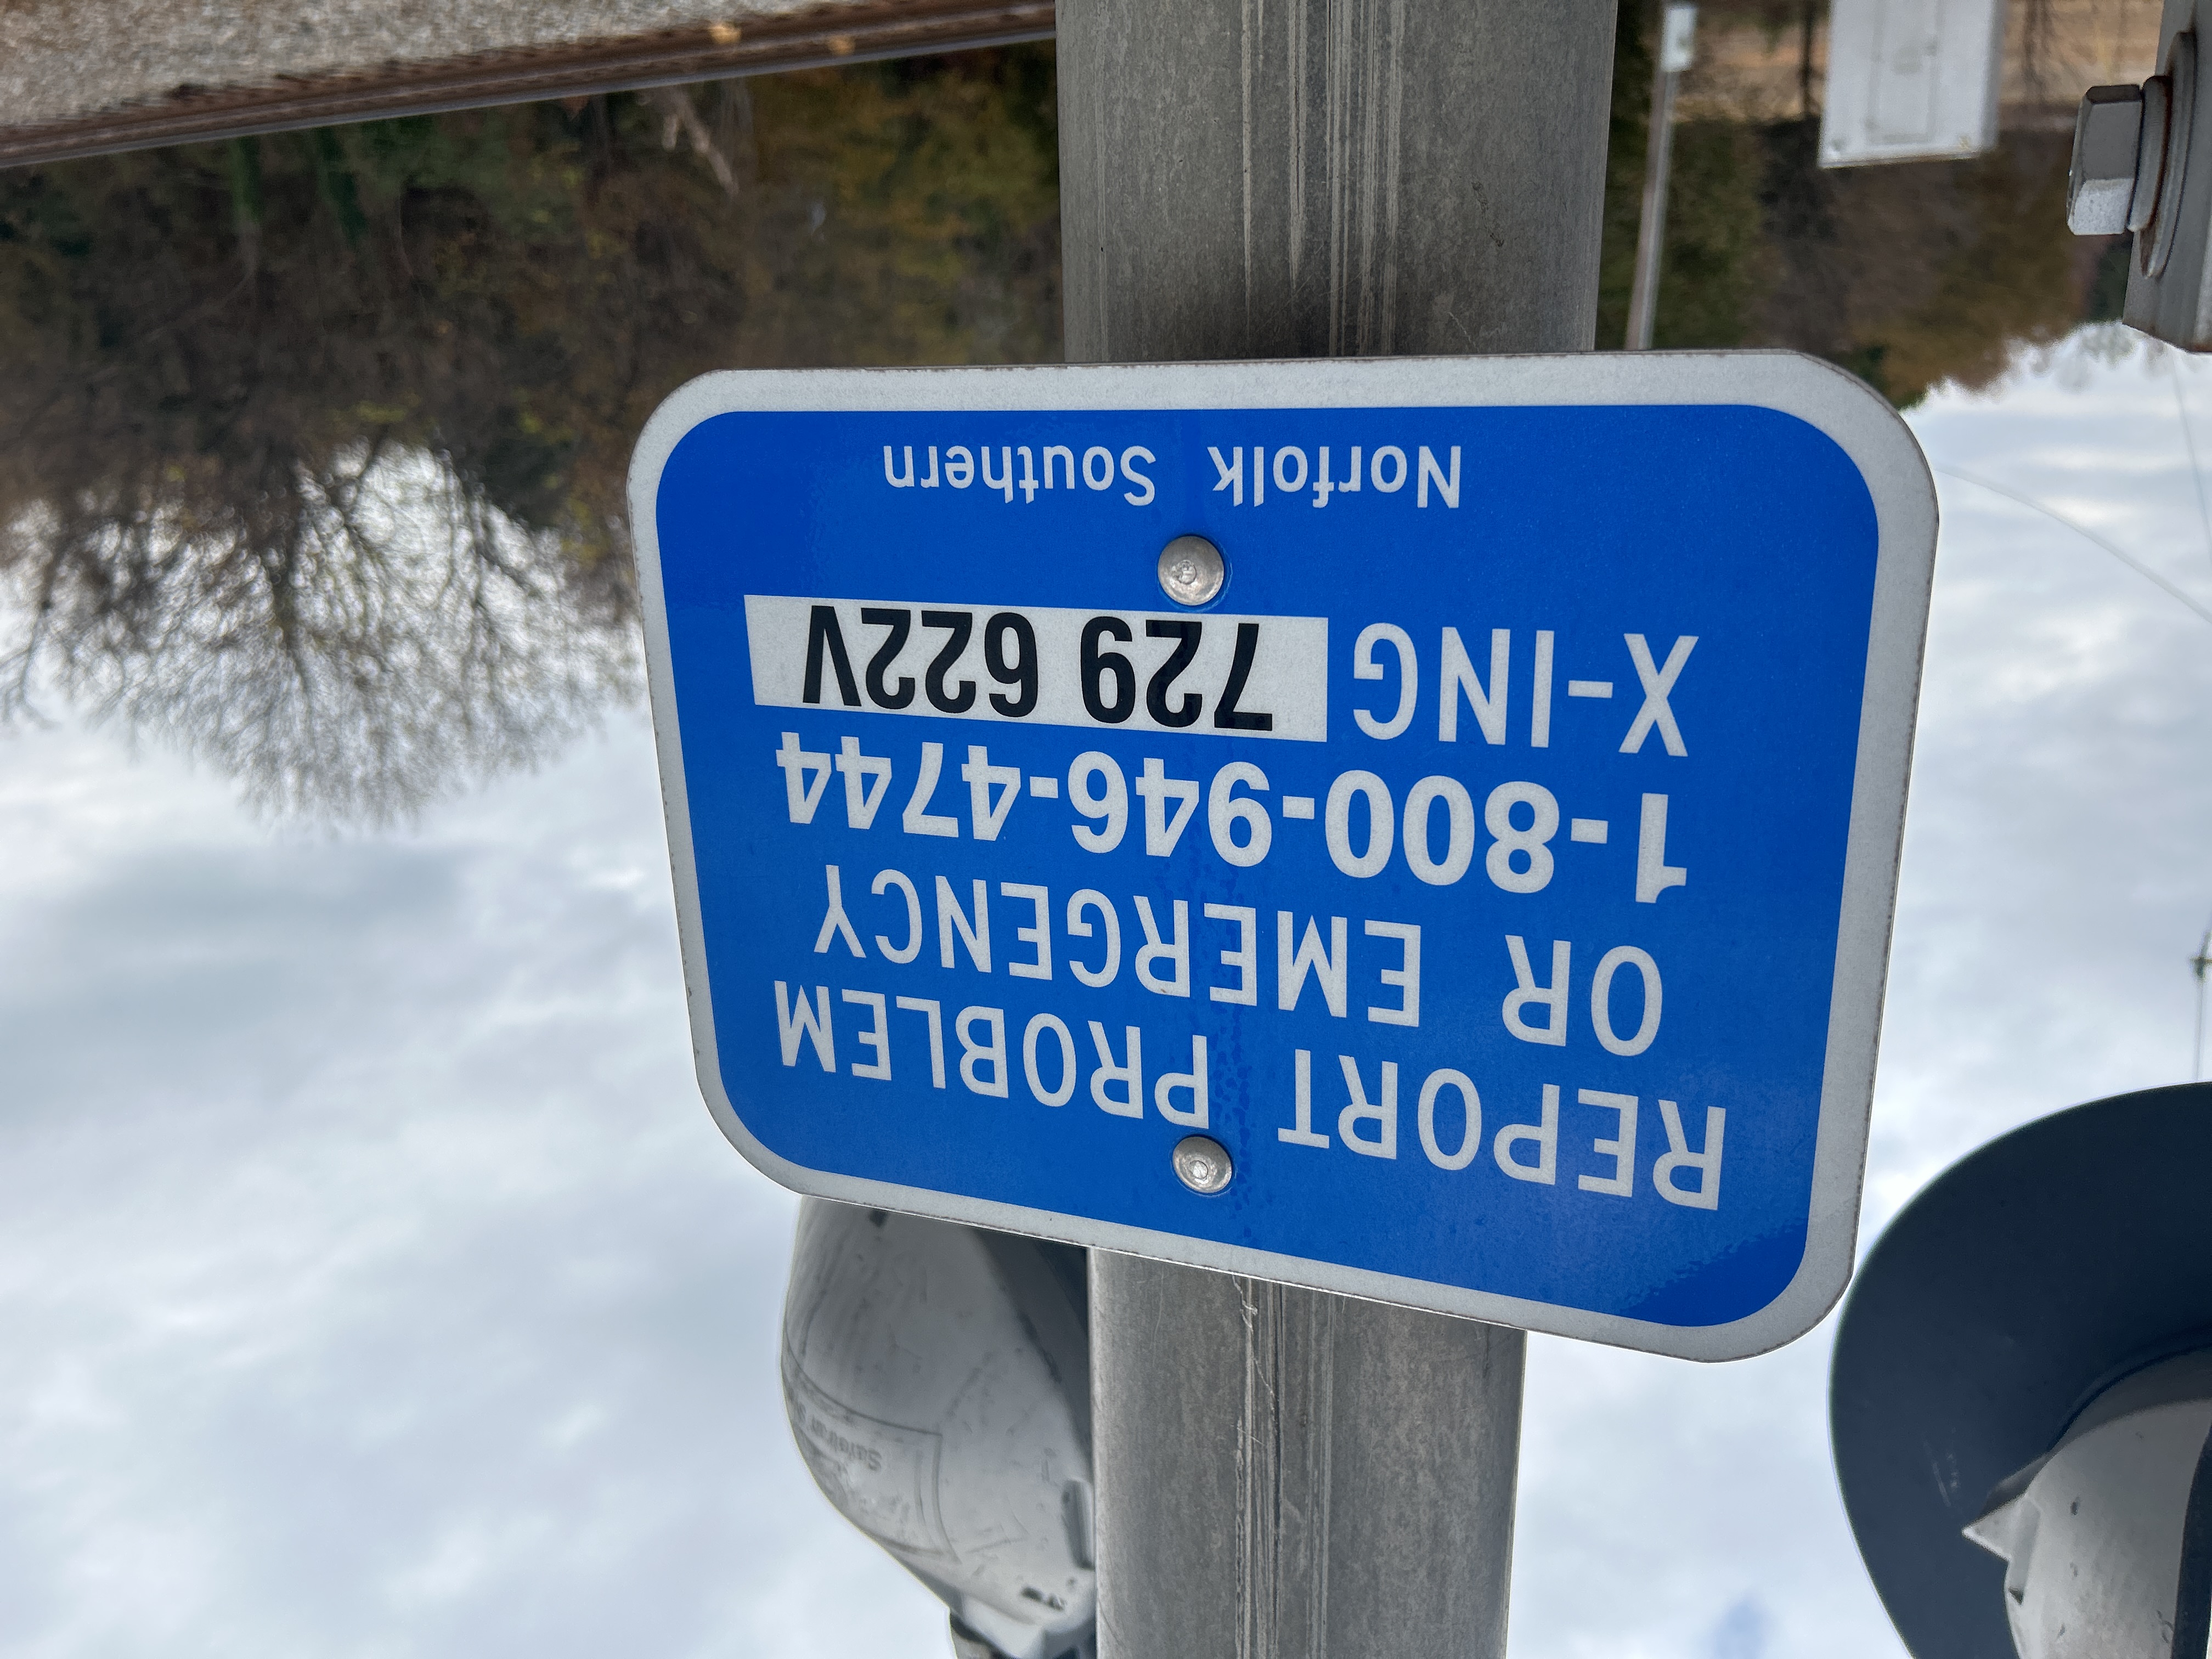 REPORT PROBLEM
OR EMERGENCY
1-800-946-4744
X-ING 729 622V
Norfolk Southern